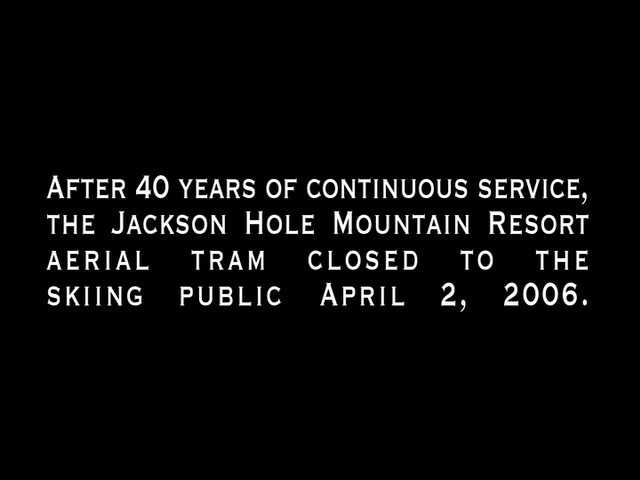 After 40 years of continuous service,
the Jackson Hole Mountain Resort
aerial tram closed to the
skiing public April 2, 2006.